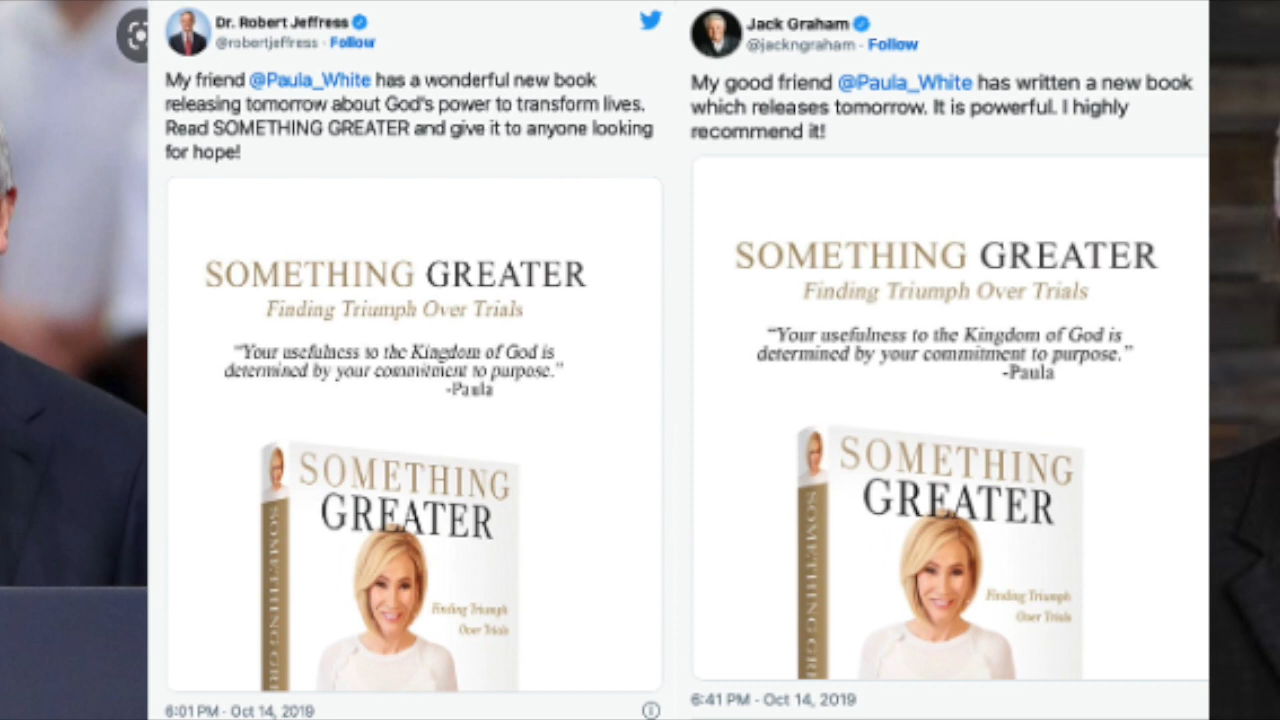 Dr. Robert Jeffress
@robertjeffress · Follow
My friend @Paula_White has a wonderful new book
releasing tomorrow about God's power to transform lives.
Read SOMETHING GREATER and give it to anyone looking
for hope!
SOMETHING GREATER
Finding Triumph Over Trials
"Your usefulness to the Kingdom of God is
determined by your commitment to purpose."
-Paula
SOMETHING
GREATER
SOMETHING GRE
Finding Triumph
Over Trials
6:01 PM · Oct 14, 2019
Jack Graham
@jackngraham · Follow
My good friend @Paula_White has written a new book
which releases tomorrow. It is powerful. I highly
recommend it!
SOMETHING GREATER
Finding Triumph Over Trials
"Your usefulness to the Kingdom of God is
determined by your commitment to purpose."
-Paula
SOMETHING
GREATER
SOMETHING GRE
Finding Triumph
Over Trials
6:41 PM · Oct 14, 2019